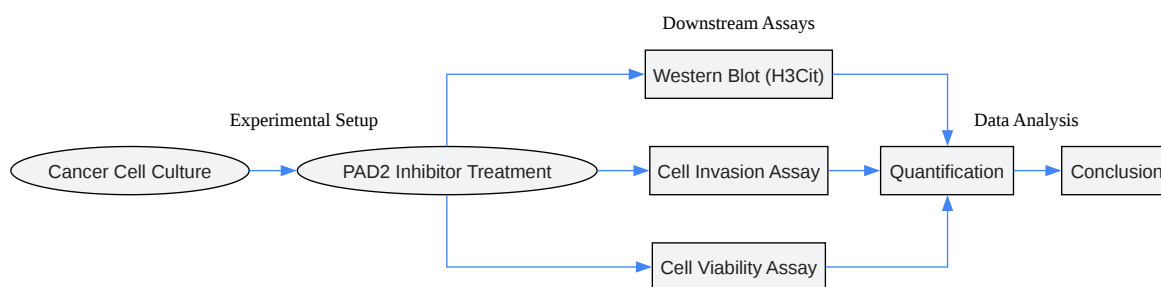 Downstream Assays
Western Blot (H3Cit)
Experimental Setup
Data Analysis
Cancer Cell Culture
PAD2 Inhibitor Treatment
Cell Invasion Assay
Quantification
Conclusion
Cell Viability Assay